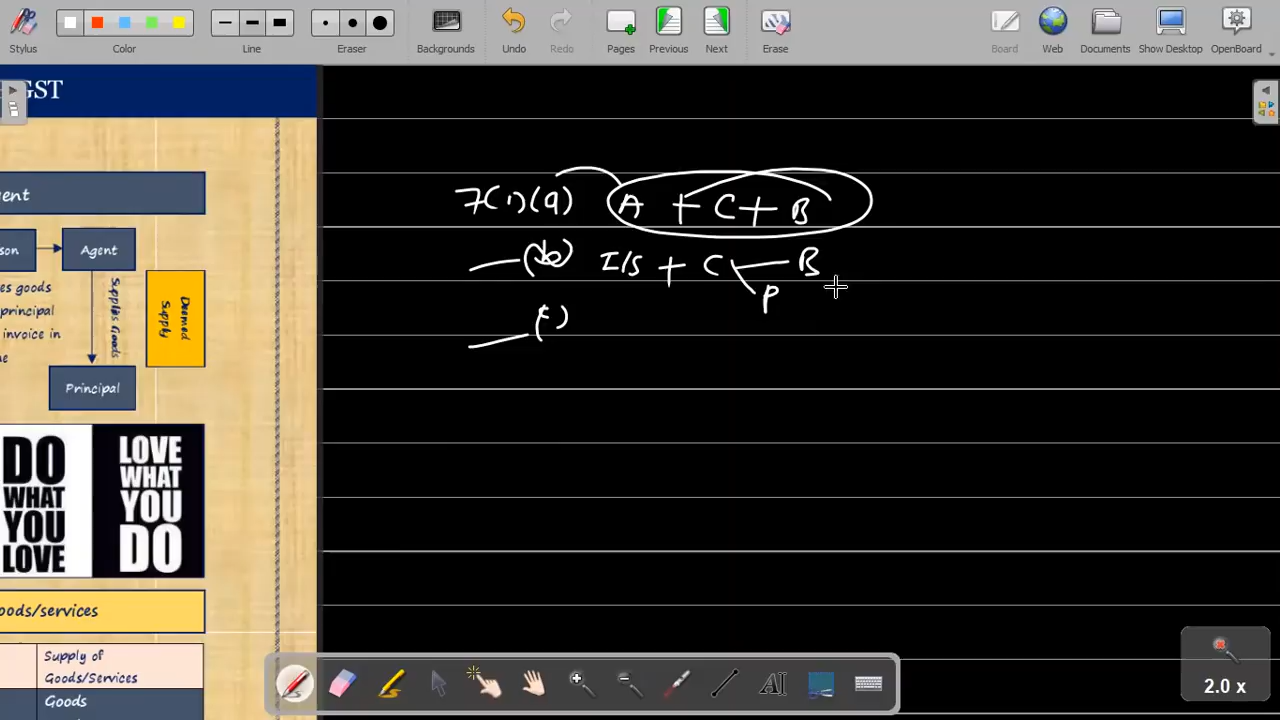 Stylus
Color
Line
Eraser
Backgrounds
Undo
Redo
Pages
Previous
Next
Erase
Board
Web
Documents
Show Desktop
OpenBoard
GST
ent
son
Agent
es goods
principal
invoice in
e
Supplies Goods
Deemed Supply
Principal
DO
WHAT
YOU
LOVE
LOVE
WHAT
YOU
DO
oods/services
Supply of
Goods/Services
Goods
7(1)(a) A + C + B
(b) I/S + C B
P
2.0 x